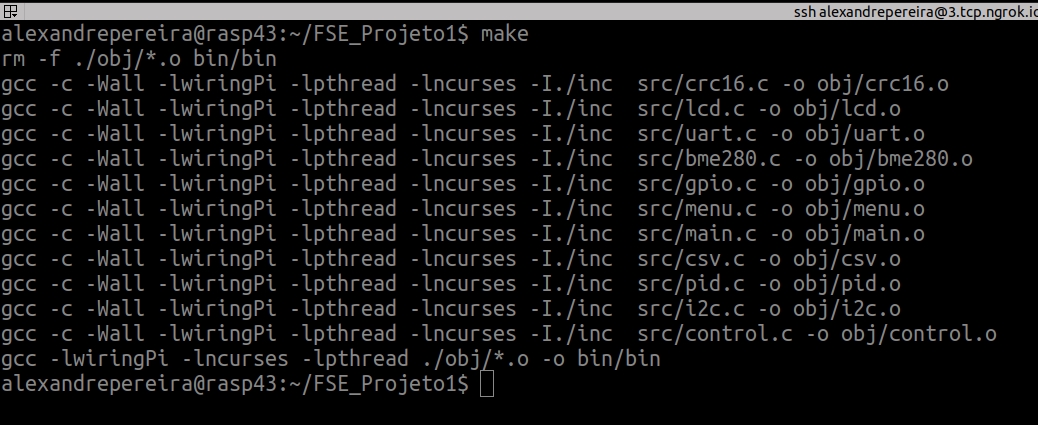 ssh alexandrepereira@3.tcp.ngrok.io
alexandrepereira@rasp43:~/FSE_Projeto1$ make
rm -f ./obj/*.o bin/bin
gcc -c -Wall -lwiringPi -lpthread -lncurses -I./inc  src/crc16.c -o obj/crc16.o
gcc -c -Wall -lwiringPi -lpthread -lncurses -I./inc  src/lcd.c -o obj/lcd.o
gcc -c -Wall -lwiringPi -lpthread -lncurses -I./inc  src/uart.c -o obj/uart.o
gcc -c -Wall -lwiringPi -lpthread -lncurses -I./inc  src/bme280.c -o obj/bme280.o
gcc -c -Wall -lwiringPi -lpthread -lncurses -I./inc  src/gpio.c -o obj/gpio.o
gcc -c -Wall -lwiringPi -lpthread -lncurses -I./inc  src/menu.c -o obj/menu.o
gcc -c -Wall -lwiringPi -lpthread -lncurses -I./inc  src/main.c -o obj/main.o
gcc -c -Wall -lwiringPi -lpthread -lncurses -I./inc  src/csv.c -o obj/csv.o
gcc -c -Wall -lwiringPi -lpthread -lncurses -I./inc  src/pid.c -o obj/pid.o
gcc -c -Wall -lwiringPi -lpthread -lncurses -I./inc  src/i2c.c -o obj/i2c.o
gcc -c -Wall -lwiringPi -lpthread -lncurses -I./inc  src/control.c -o obj/control.o
gcc -lwiringPi -lncurses -lpthread ./obj/*.o -o bin/bin
alexandrepereira@rasp43:~/FSE_Projeto1$